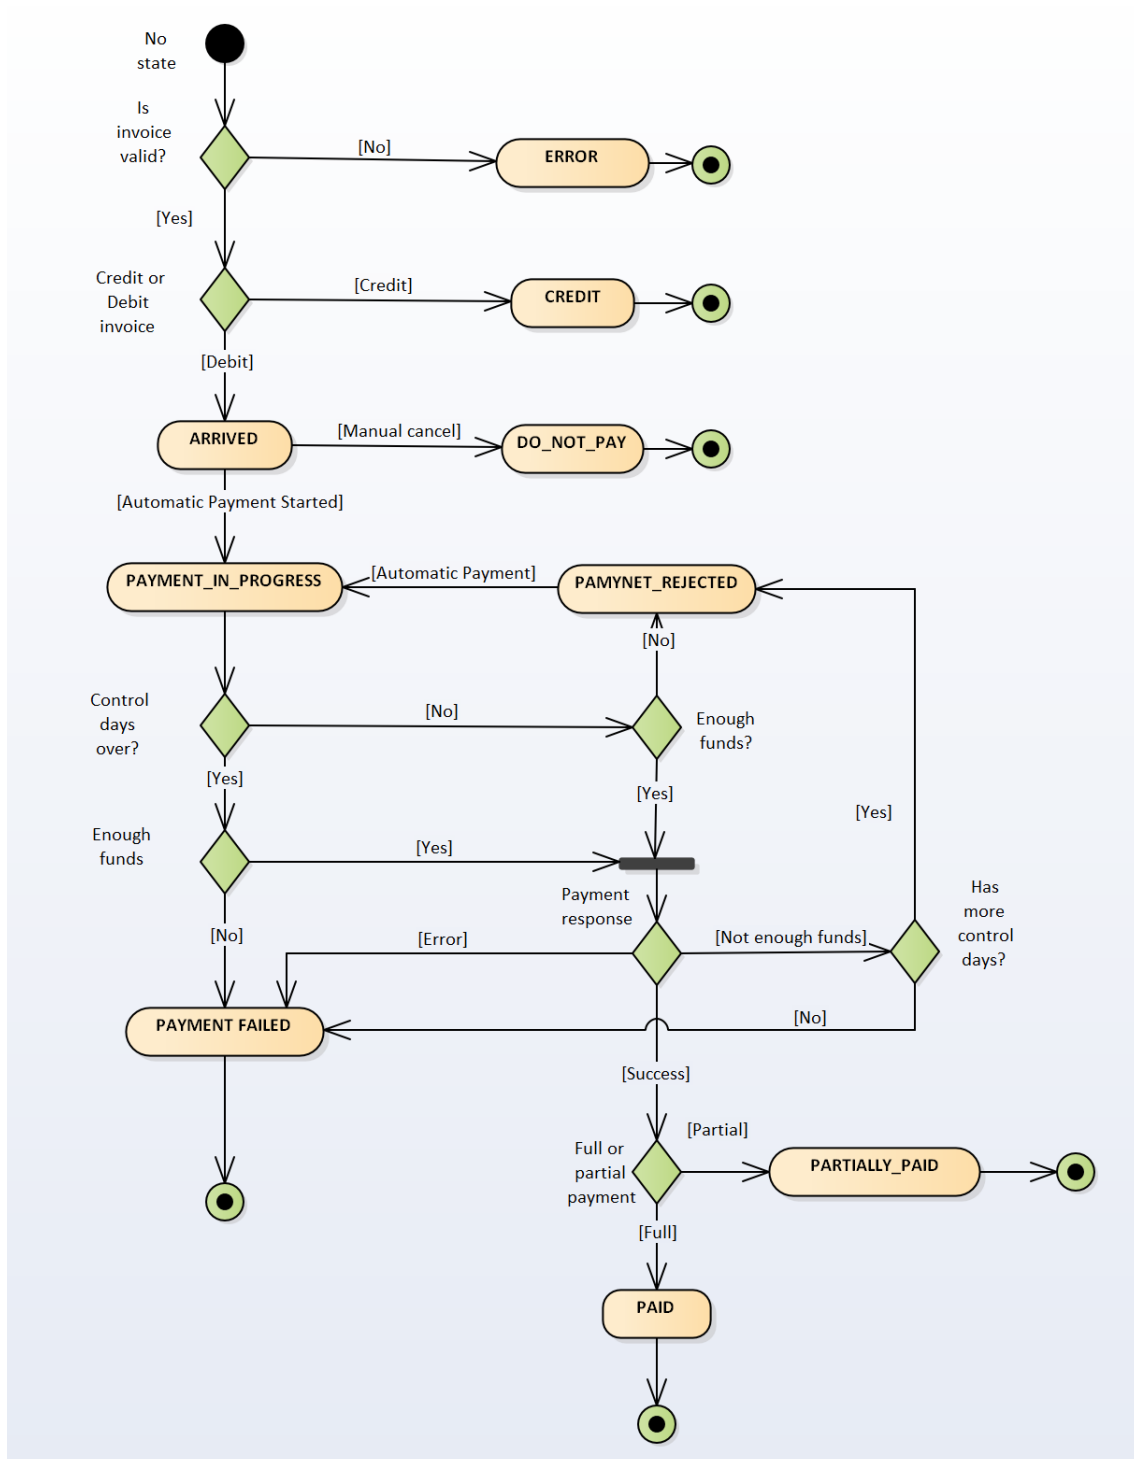 No
state
Is
invoice
valid?
[No]
ERROR
[Yes]
Credit or
Debit
invoice
[Credit]
CREDIT
[Debit]
ARRIVED
[Manual cancel]
DO_NOT_PAY
[Automatic Payment Started]
PAYMENT_IN_PROGRESS
[Automatic Payment]
PAMYNET_REJECTED
[No]
Control
days
over?
[No]
Enough
funds?
[Yes]
[Yes]
[Yes]
Enough
funds
[Yes]
Payment
response
Has
more
control
days?
[No]
[Error]
[Not enough funds]
PAYMENT FAILED
[No]
[Success]
[Partial]
Full or
partial
payment
PARTIALLY_PAID
[Full]
PAID